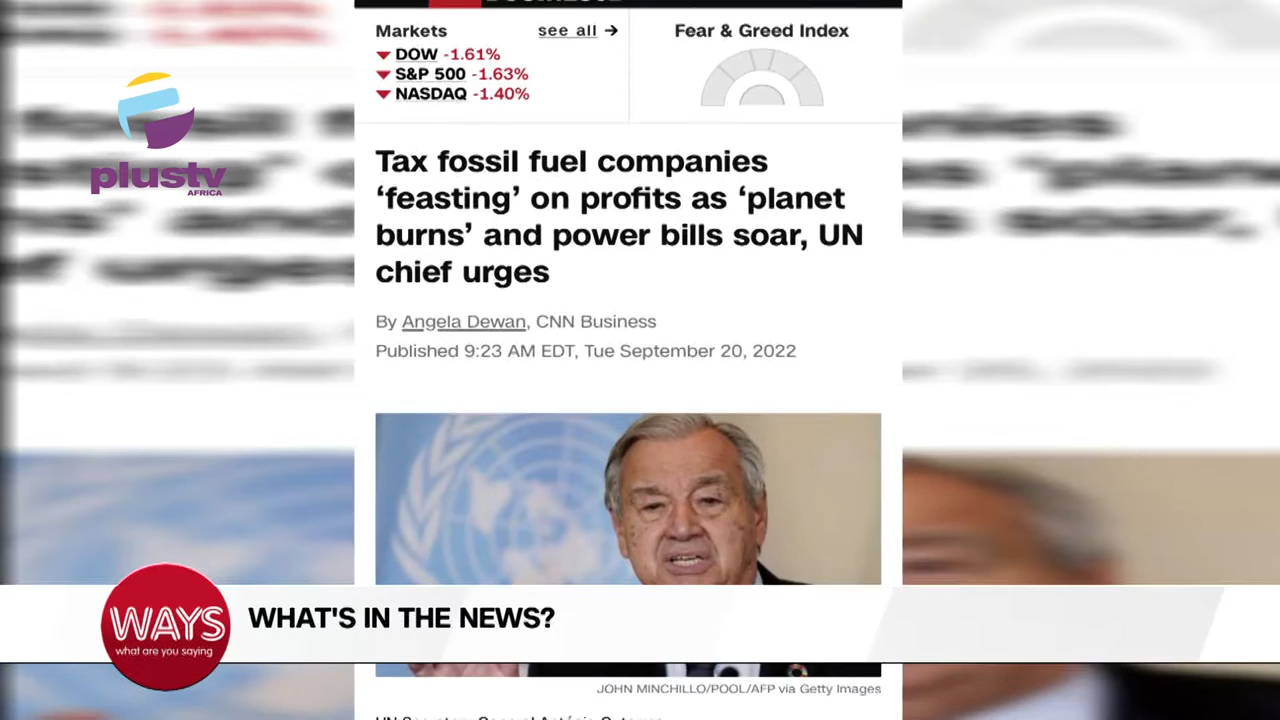 Markets
see all →
Fear & Greed Index
DOW -1.61%
S&P 500 -1.63%
NASDAQ -1.40%
plustv
AFRICA
Tax fossil fuel companies
‘feasting’ on profits as ‘planet
burns’ and power bills soar, UN
chief urges
By Angela Dewan, CNN Business
Published 9:23 AM EDT, Tue September 20, 2022
WAYS
what are you saying
WHAT'S IN THE NEWS?
JOHN MINCHILLO/POOL/AFP via Getty Images